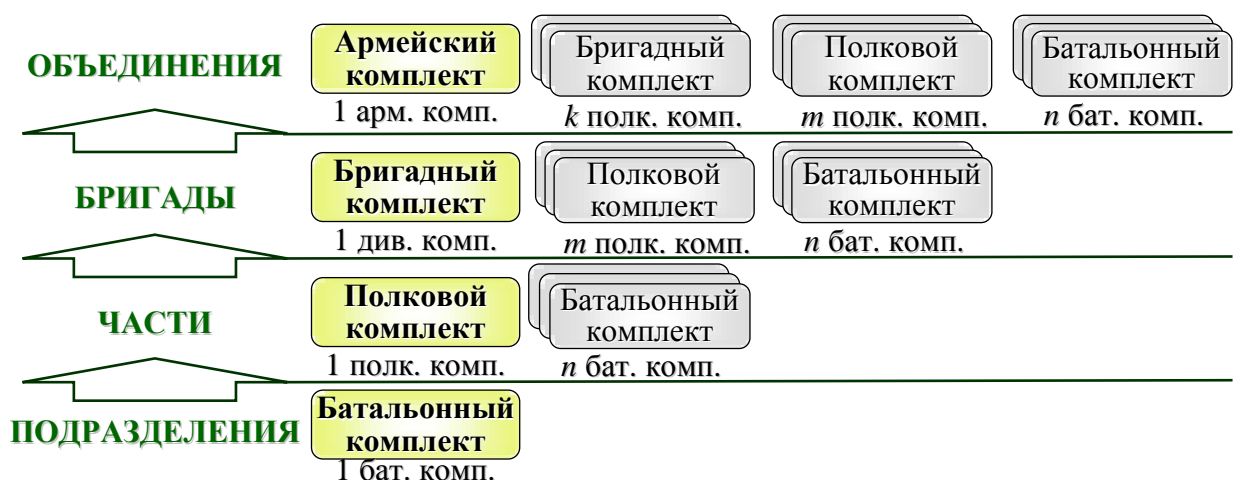 ОБЪЕДИНЕНИЯ
Армейский
комплект
1 арм. комп.
Бригадный
комплект
k полк. комп.
Полковой
комплект
m полк. комп.
Батальонный
комплект
n бат. комп.
БРИГАДЫ
Бригадный
комплект
1 див. комп.
Полковой
комплект
m полк. комп.
Батальонный
комплект
n бат. комп.
ЧАСТИ
Полковой
комплект
1 полк. комп.
Батальонный
комплект
n бат. комп.
ПОДРАЗДЕЛЕНИЯ
Батальонный
комплект
1 бат. комп.